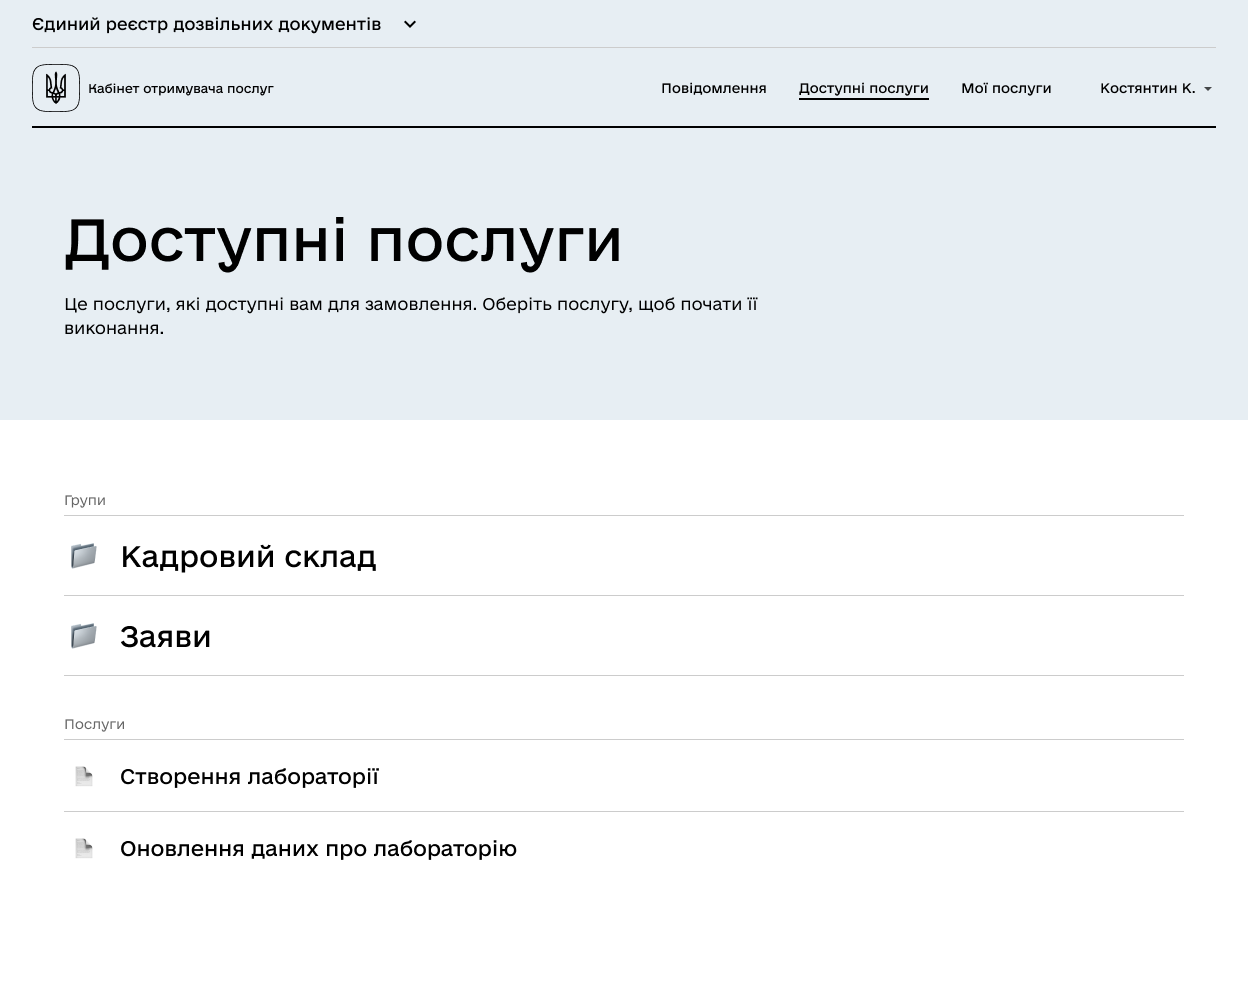 Єдиний реєстр дозвільних документів
Кабінет отримувача послуг
Повідомлення
Доступні послуги
Мої послуги
Костянтин К.
Доступні послуги
Це послуги, які доступні вам для замовлення. Оберіть послугу, щоб почати її
виконання.
Групи
Кадровий склад
Заяви
Послуги
Створення лабораторії
Оновлення даних про лабораторію